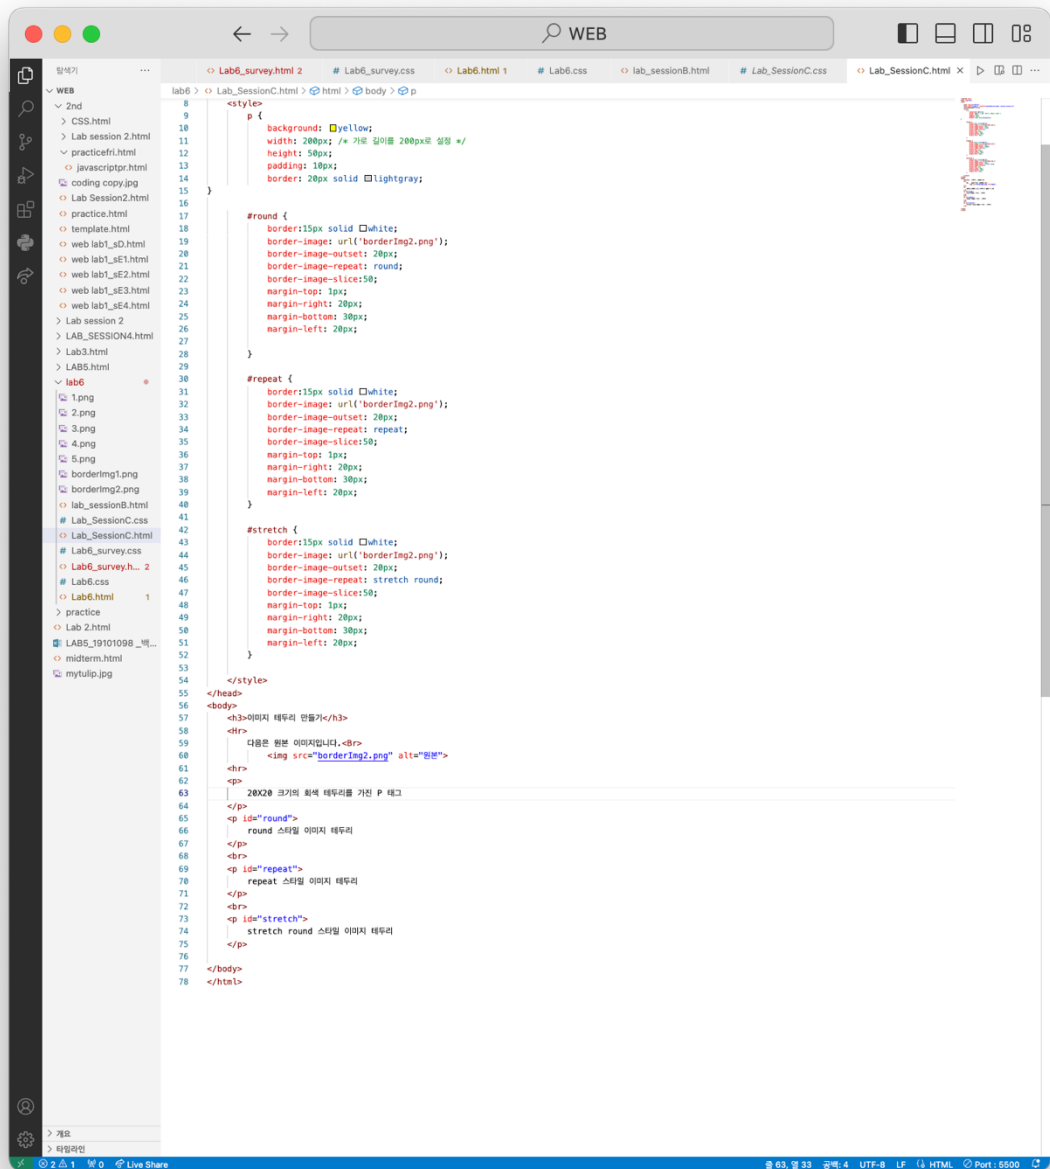 WEB
탐색기
WEB
2nd
CSS.html
Lab session 2.html
practicefri.html
javascriptpr.html
coding copy.jpg
Lab Session2.html
practice.html
template.html
web lab1_sD.html
web lab1_sE1.html
web lab1_sE2.html
web lab1_sE3.html
web lab1_sE4.html
Lab session 2
LAB_SESSION4.html
Lab3.html
LAB5.html
lab6
1.png
2.png
3.png
4.png
5.png
borderImg1.png
borderImg2.png
lab_sessionB.html
# Lab_SessionC.css
Lab_SessionC.html
# Lab6_survey.css
Lab6_survey.h... 2
# Lab6.css
Lab6.html 1
practice
Lab 2.html
LAB5_19101098 _백...
midterm.html
mytulip.jpg
개요
타임라인
Lab6_survey.html 2 # Lab6_survey.css Lab6.html 1 # Lab6.css lab_sessionB.html # Lab_SessionC.css Lab_SessionC.html
lab6 > Lab_SessionC.html > html > body > p
8 <style>
9 p {
10 background: yellow;
11 width: 200px; /* 가로 길이를 200px로 설정 */
12 height: 50px;
13 padding: 10px;
14 border: 20px solid lightgray;
15 }
16
17 #round {
18 border:15px solid white;
19 border-image: url('borderImg2.png');
20 border-image-outset: 20px;
21 border-image-repeat: round;
22 border-image-slice:50;
23 margin-top: 1px;
24 margin-right: 20px;
25 margin-bottom: 30px;
26 margin-left: 20px;
27
28 }
29
30 #repeat {
31 border:15px solid white;
32 border-image: url('borderImg2.png');
33 border-image-outset: 20px;
34 border-image-repeat: repeat;
35 border-image-slice:50;
36 margin-top: 1px;
37 margin-right: 20px;
38 margin-bottom: 30px;
39 margin-left: 20px;
40 }
41
42 #stretch {
43 border:15px solid white;
44 border-image: url('borderImg2.png');
45 border-image-outset: 20px;
46 border-image-repeat: stretch round;
47 border-image-slice:50;
48 margin-top: 1px;
49 margin-right: 20px;
50 margin-bottom: 30px;
51 margin-left: 20px;
52 }
53
54 </style>
55 </head>
56 <body>
57 <h3>이미지 테두리 만들기</h3>
58 <Hr>
59 다음은 원본 이미지입니다.<Br>
60 <img src="borderImg2.png" alt="원본">
61 <hr>
62 <p>
63 20X20 크기의 회색 테두리를 가진 P 태그
64 </p>
65 <p id="round">
66 round 스타일 이미지 테두리
67 </p>
68 <br>
69 <p id="repeat">
70 repeat 스타일 이미지 테두리
71 </p>
72 <br>
73 <p id="stretch">
74 stretch round 스타일 이미지 테두리
75 </p>
76
77 </body>
78 </html>
2 1 0 Live Share 줄 63, 열 33 공백: 4 UTF-8 LF HTML Port : 5500